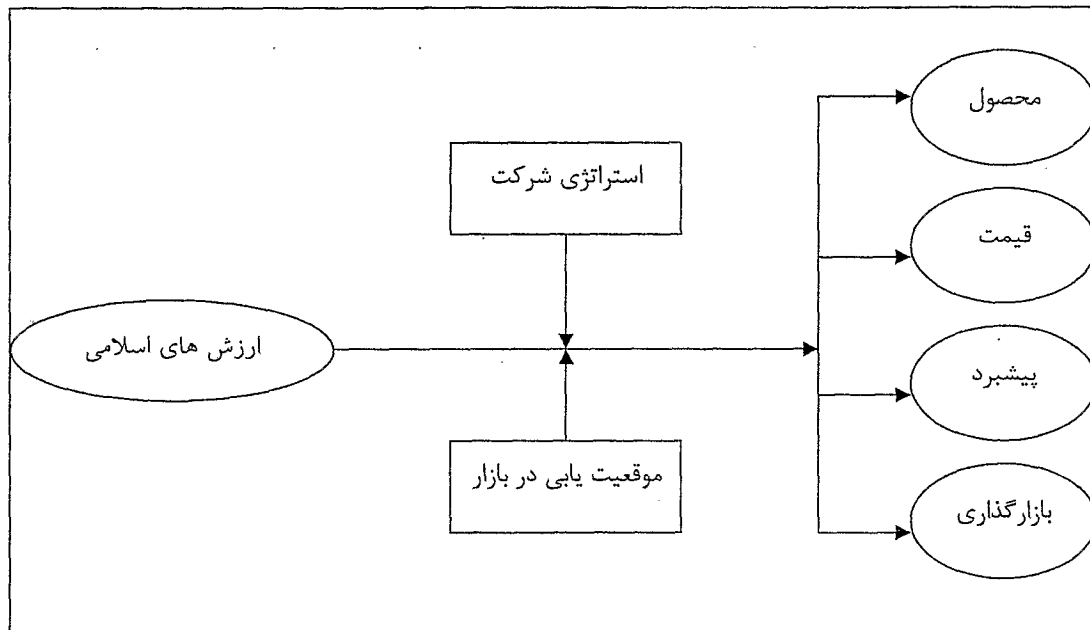 محصول
استراتژی شرکت
قیمت
ارزش های اسلامی
پیشبرد
موقعیت یابی در بازار
بازارگذاری